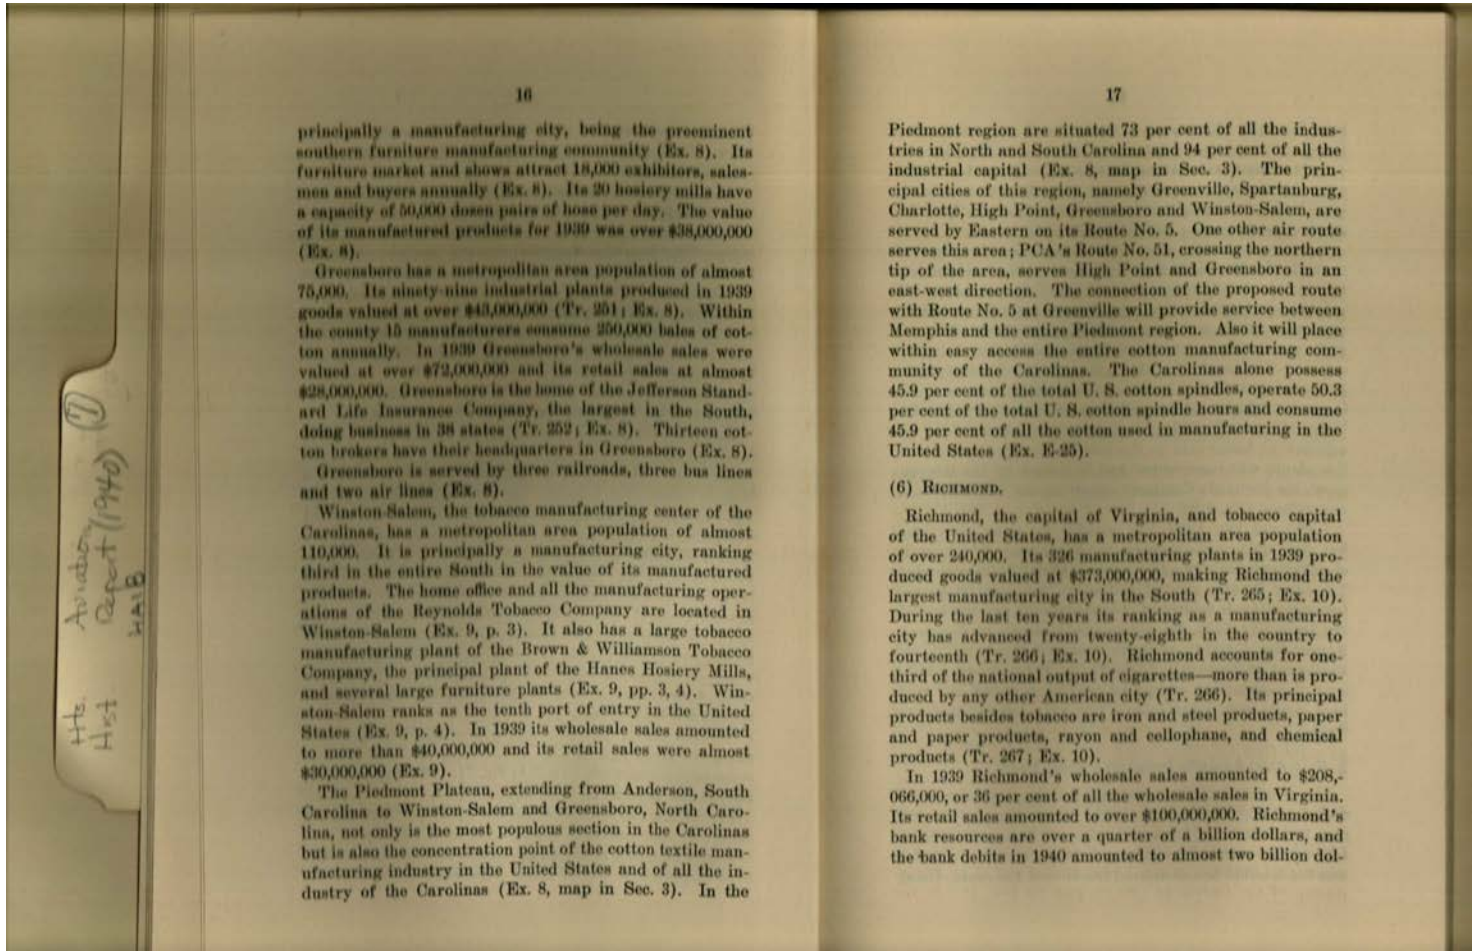 Hts. Aviation (7)
Hist Report (1940)
HALB
16
principally a manufacturing city, being the preeminent
southern furniture manufacturing community (Ex. 8). Its
furniture market and shows attract 18,000 exhibitors, sales-
men and buyers annually (Ex. 8). Its 20 hosiery mills have
a capacity of 50,000 dozen pairs of hose per day. The value
of its manufactured products for 1939 was over $38,000,000
(Ex. 8).
Greensboro has a metropolitan area population of almost
75,000. Its ninety-nine industrial plants produced in 1939
goods valued at over $43,000,000 (Tr. 251; Ex. 8). Within
the county 15 manufacturers consume 250,000 bales of cot-
ton annually. In 1939 Greensboro's wholesale sales were
valued at over $72,000,000 and its retail sales at almost
$28,000,000. Greensboro is the home of the Jefferson Stand-
ard Life Insurance Company, the largest in the South,
doing business in 38 states (Tr. 252; Ex. 8). Thirteen cot-
ton brokers have their headquarters in Greensboro (Ex. 8).
Greensboro is served by three railroads, three bus lines
and two air lines (Ex. 8).
Winston-Salem, the tobacco manufacturing center of the
Carolinas, has a metropolitan area population of almost
110,000. It is principally a manufacturing city, ranking
third in the entire South in the value of its manufactured
products. The home office and all the manufacturing oper-
ations of the Reynolds Tobacco Company are located in
Winston-Salem (Ex. 9, p. 3). It also has a large tobacco
manufacturing plant of the Brown & Williamson Tobacco
Company, the principal plant of the Hanes Hosiery Mills,
and several large furniture plants (Ex. 9, pp. 3, 4). Win-
ston-Salem ranks as the tenth port of entry in the United
States (Ex. 9, p. 4). In 1939 its wholesale sales amounted
to more than $40,000,000 and its retail sales were almost
$30,000,000 (Ex. 9).
The Piedmont Plateau, extending from Anderson, South
Carolina to Winston-Salem and Greensboro, North Caro-
lina, not only is the most populous section in the Carolinas
but is also the concentration point of the cotton textile man-
ufacturing industry in the United States and of all the in-
dustry of the Carolinas (Ex. 8, map in Sec. 3). In the
17
Piedmont region are situated 73 per cent of all the indus-
tries in North and South Carolina and 94 per cent of all the
industrial capital (Ex. 8, map in Sec. 3). The prin-
cipal cities of this region, namely Greenville, Spartanburg,
Charlotte, High Point, Greensboro and Winston-Salem, are
served by Eastern on its Route No. 5. One other air route
serves this area; PCA's Route No. 51, crossing the northern
tip of the area, serves High Point and Greensboro in an
east-west direction. The connection of the proposed route
with Route No. 5 at Greenville will provide service between
Memphis and the entire Piedmont region. Also it will place
within easy access the entire cotton manufacturing com-
munity of the Carolinas. The Carolinas alone possess
45.9 per cent of the total U. S. cotton spindles, operate 50.3
per cent of the total U. S. cotton spindle hours and consume
45.9 per cent of all the cotton used in manufacturing in the
United States (Ex. E-25).
(6) RICHMOND.
Richmond, the capital of Virginia, and tobacco capital
of the United States, has a metropolitan area population
of over 240,000. Its 326 manufacturing plants in 1939 pro-
duced goods valued at $373,000,000, making Richmond the
largest manufacturing city in the South (Tr. 265; Ex. 10).
During the last ten years its ranking as a manufacturing
city has advanced from twenty-eighth in the country to
fourteenth (Tr. 266; Ex. 10). Richmond accounts for one-
third of the national output of cigarettes—more than is pro-
duced by any other American city (Tr. 266). Its principal
products besides tobacco are iron and steel products, paper
and paper products, rayon and cellophane, and chemical
products (Tr. 267; Ex. 10).
In 1939 Richmond's wholesale sales amounted to $208,-
066,000, or 36 per cent of all the wholesale sales in Virginia.
Its retail sales amounted to over $100,000,000. Richmond's
bank resources are over a quarter of a billion dollars, and
the bank debits in 1940 amounted to almost two billion dol-